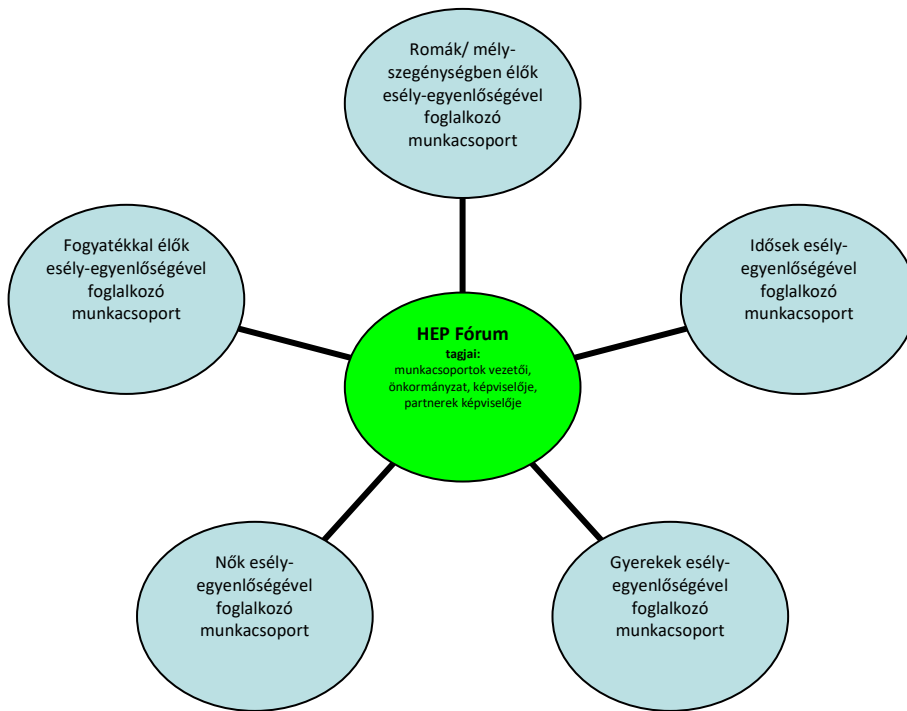 Romák/ mély-
szegénységben élők
esély-egyenlőségével
foglalkozó
munkacsoport
Fogyatékkal élők
esély-egyenlőségével
foglalkozó
munkacsoport
Idősek esély-
egyenlőségével
foglalkozó
munkacsoport
HEP Fórum
tagjai:
munkacsoportok vezetői,
önkormányzat, képviselője,
partnerek képviselője
Nők esély-
egyenlőségével
foglalkozó
munkacsoport
Gyerekek esély-
egyenlőségével
foglalkozó
munkacsoport